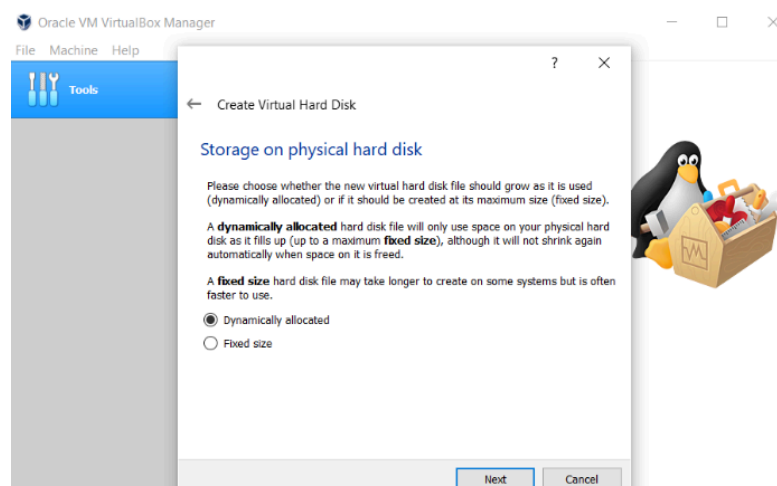 Oracle VM VirtualBox Manager
File Machine Help
Tools
?
Create Virtual Hard Disk
Storage on physical hard disk
Please choose whether the new virtual hard disk file should grow as it is used
(dynamically allocated) or if it should be created at its maximum size (fixed size).
A dynamically allocated hard disk file will only use space on your physical hard
disk as it fills up (up to a maximum fixed size), although it will not shrink again
automatically when space on it is freed.
A fixed size hard disk file may take longer to create on some systems but is often
faster to use.
Dynamically allocated
Fixed size
Next Cancel